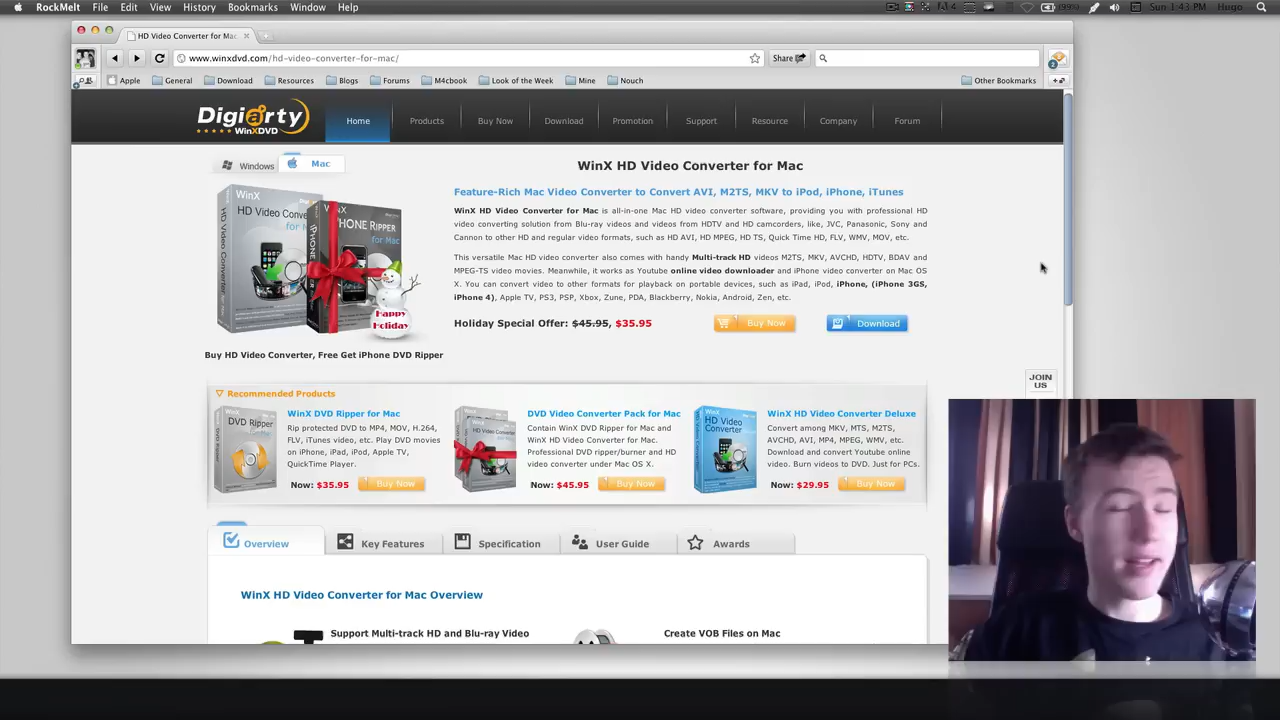 RockMelt File Edit View History Bookmarks Window Help
4 (99%) Sun 1:43 PM Hugo
HD Video Converter for Mac
www.winxdvd.com/hd-video-converter-for-mac/
Share
Apple General Download Resources Blogs Forums M4cbook Look of the Week Mine Nouch Other Bookmarks
Digiarty
WinXDVD
Home Products Buy Now Download Promotion Support Resource Company Forum
Windows Mac
WinX HD Video Converter for Mac
Feature-Rich Mac Video Converter to Convert AVI, M2TS, MKV to iPod, iPhone, iTunes
WinX HD Video Converter for Mac is all-in-one Mac HD video converter software, providing you with professional HD
video converting solution from Blu-ray videos and videos from HDTV and HD camcorders, like, JVC, Panasonic, Sony and
Cannon to other HD and regular video formats, such as HD AVI, HD MPEG, HD TS, Quick Time HD, FLV, WMV, MOV, etc.
This versatile Mac HD video converter also comes with handy Multi-track HD videos M2TS, MKV, AVCHD, HDTV, BDAV and
MPEG-TS video movies. Meanwhile, it works as Youtube online video downloader and iPhone video converter on Mac OS
X. You can convert video to other formats for playback on portable devices, such as iPad, iPod, iPhone, (iPhone 3GS,
iPhone 4), Apple TV, PS3, PSP, Xbox, Zune, PDA, Blackberry, Nokia, Android, Zen, etc.
Holiday Special Offer: $45.95, $35.95
Buy Now
Download
Happy
Holiday
Buy HD Video Converter, Free Get iPhone DVD Ripper
JOIN
US
Recommended Products
WinX DVD Ripper for Mac
Rip protected DVD to MP4, MOV, H.264,
FLV, iTunes video, etc. Play DVD movies
on iPhone, iPad, iPod, Apple TV,
QuickTime Player.
Now: $35.95 Buy Now
DVD Video Converter Pack for Mac
Contain WinX DVD Ripper for Mac and
WinX HD Video Converter for Mac.
Professional DVD ripper/burner and HD
video converter under Mac OS X.
Now: $45.95 Buy Now
WinX HD Video Converter Deluxe
Convert among MKV, MTS, M2TS,
AVCHD, AVI, MP4, MPEG, WMV, etc.
Download and convert Youtube online
video. Burn videos to DVD. Just for PCs.
Now: $29.95 Buy Now
Overview Key Features Specification User Guide Awards
WinX HD Video Converter for Mac Overview
Support Multi-track HD and Blu-ray Video
Create VOB Files on Mac